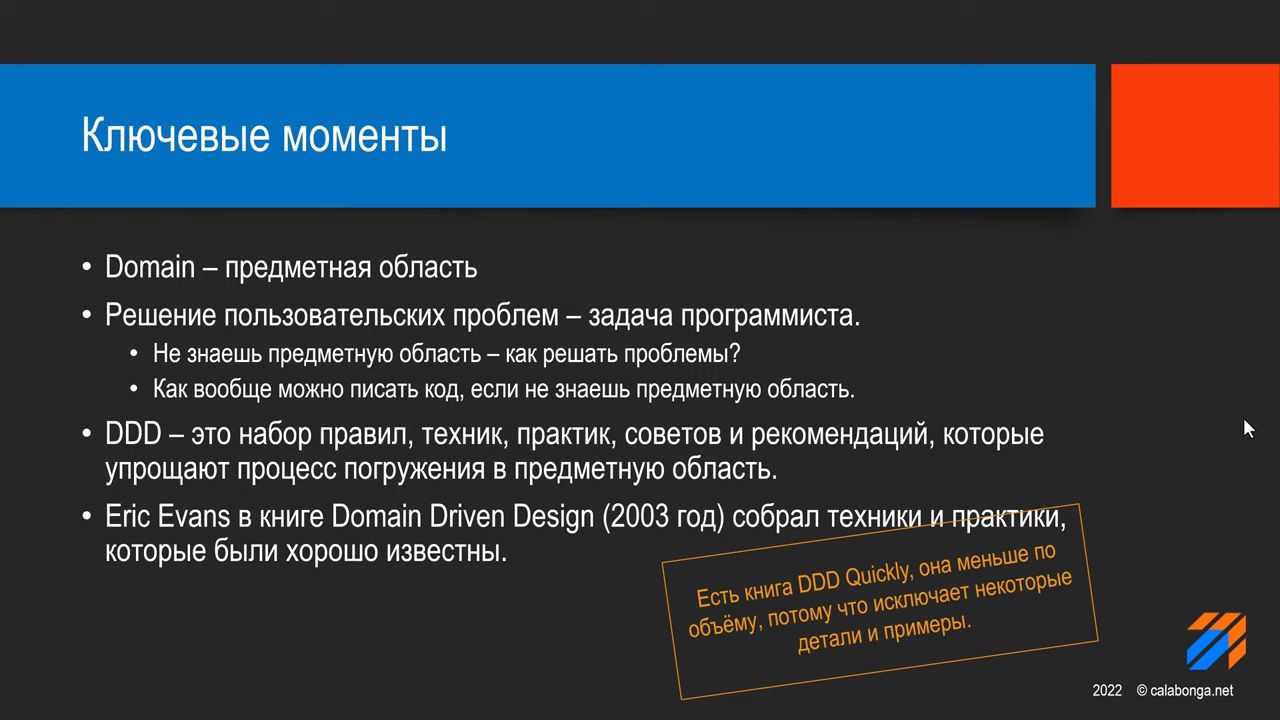 Ключевые моменты
• Domain – предметная область
• Решение пользовательских проблем – задача программиста.
• Не знаешь предметную область – как решать проблемы?
• Как вообще можно писать код, если не знаешь предметную область.
• DDD – это набор правил, техник, практик, советов и рекомендаций, которые
упрощают процесс погружения в предметную область.
• Eric Evans в книге Domain Driven Design (2003 год) собрал техники и практики,
которые были хорошо известны.
Есть книга DDD Quickly, она меньше по
объёму, потому что исключает некоторые
детали и примеры.
2022 © calabonga.net